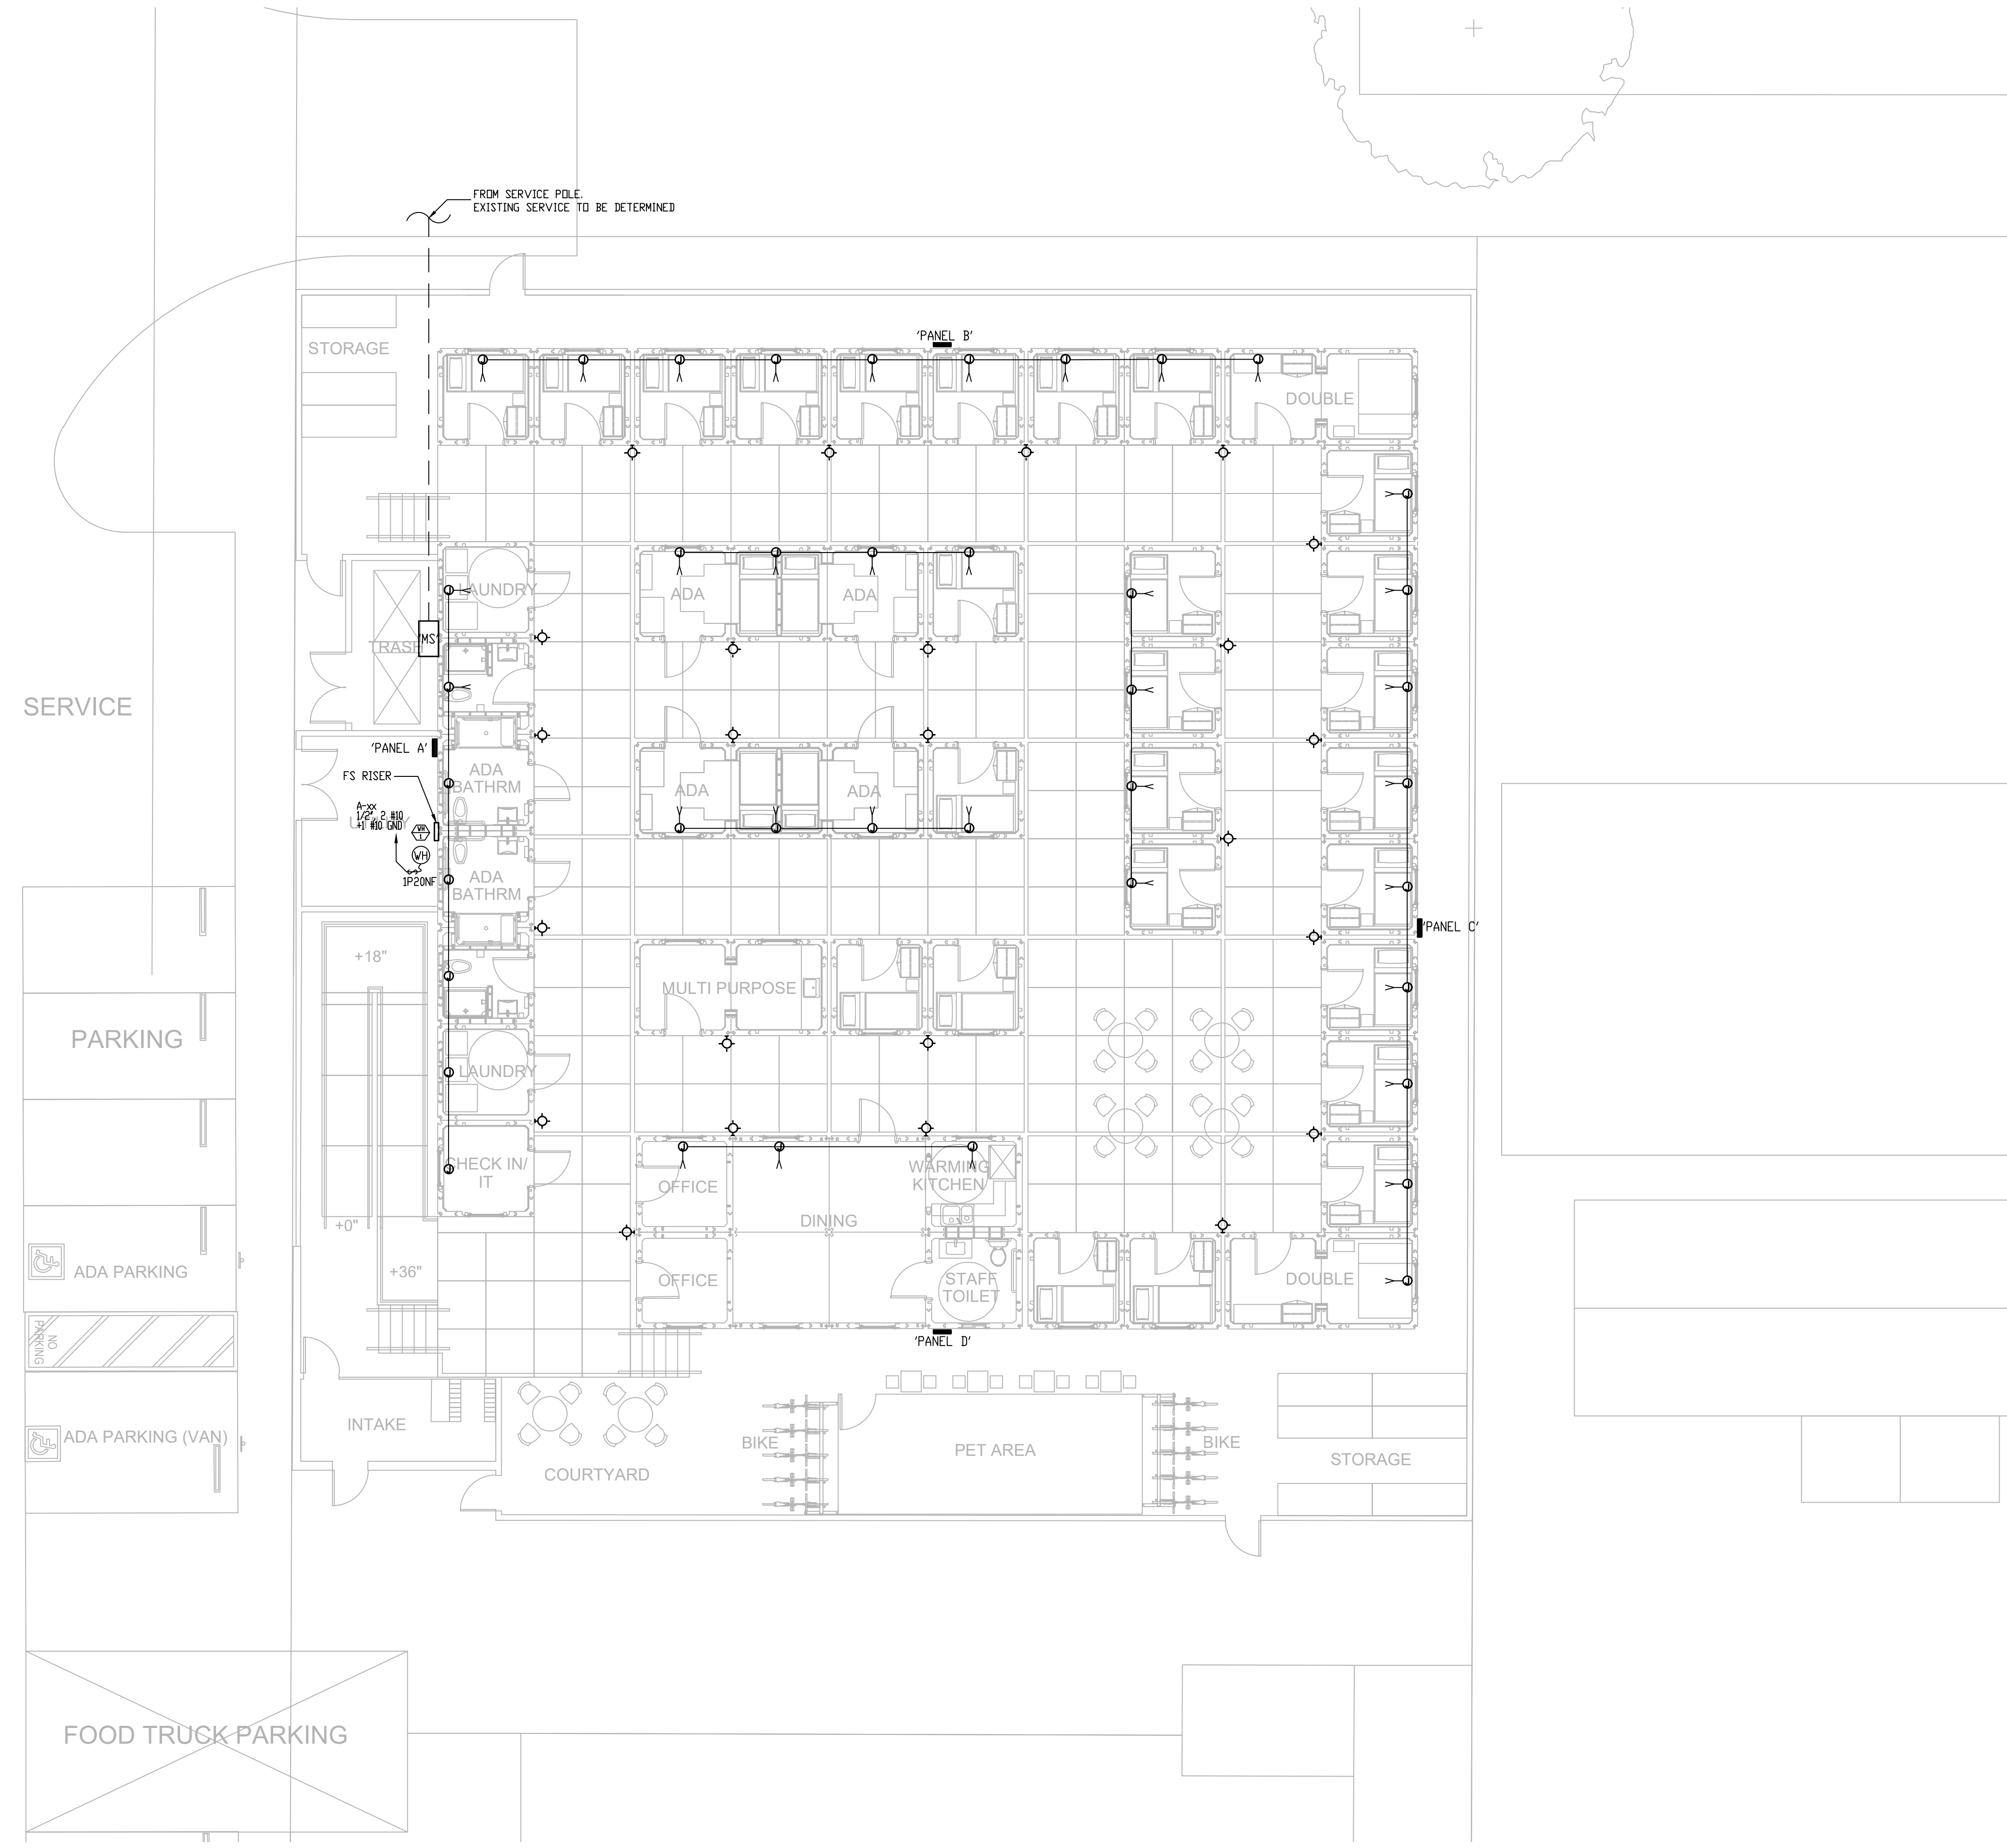 FROM SERVICE POLE.
EXISTING SERVICE TO BE DETERMINED
STORAGE
'PANEL B'
DOUBLE
LAUNDRY
ADA
ADA
'MS'
TRASH
SERVICE
'PANEL A'
FS RISER
ADA
BATHRM
ADA
ADA
A-xx
1/2", 2 #10
+1 #10 GND
WH
1
WH
1P20NF
ADA
BATHRM
'PANEL C'
+18"
MULTI PURPOSE
PARKING
LAUNDRY
CHECK IN/
IT
OFFICE
WARMING
KITCHEN
+0"
DINING
ADA PARKING
+36"
OFFICE
STAFF
TOILET
DOUBLE
NO
PARKING
'PANEL D'
INTAKE
ADA PARKING (VAN)
BIKE
PET AREA
BIKE
COURTYARD
STORAGE
FOOD TRUCK PARKING